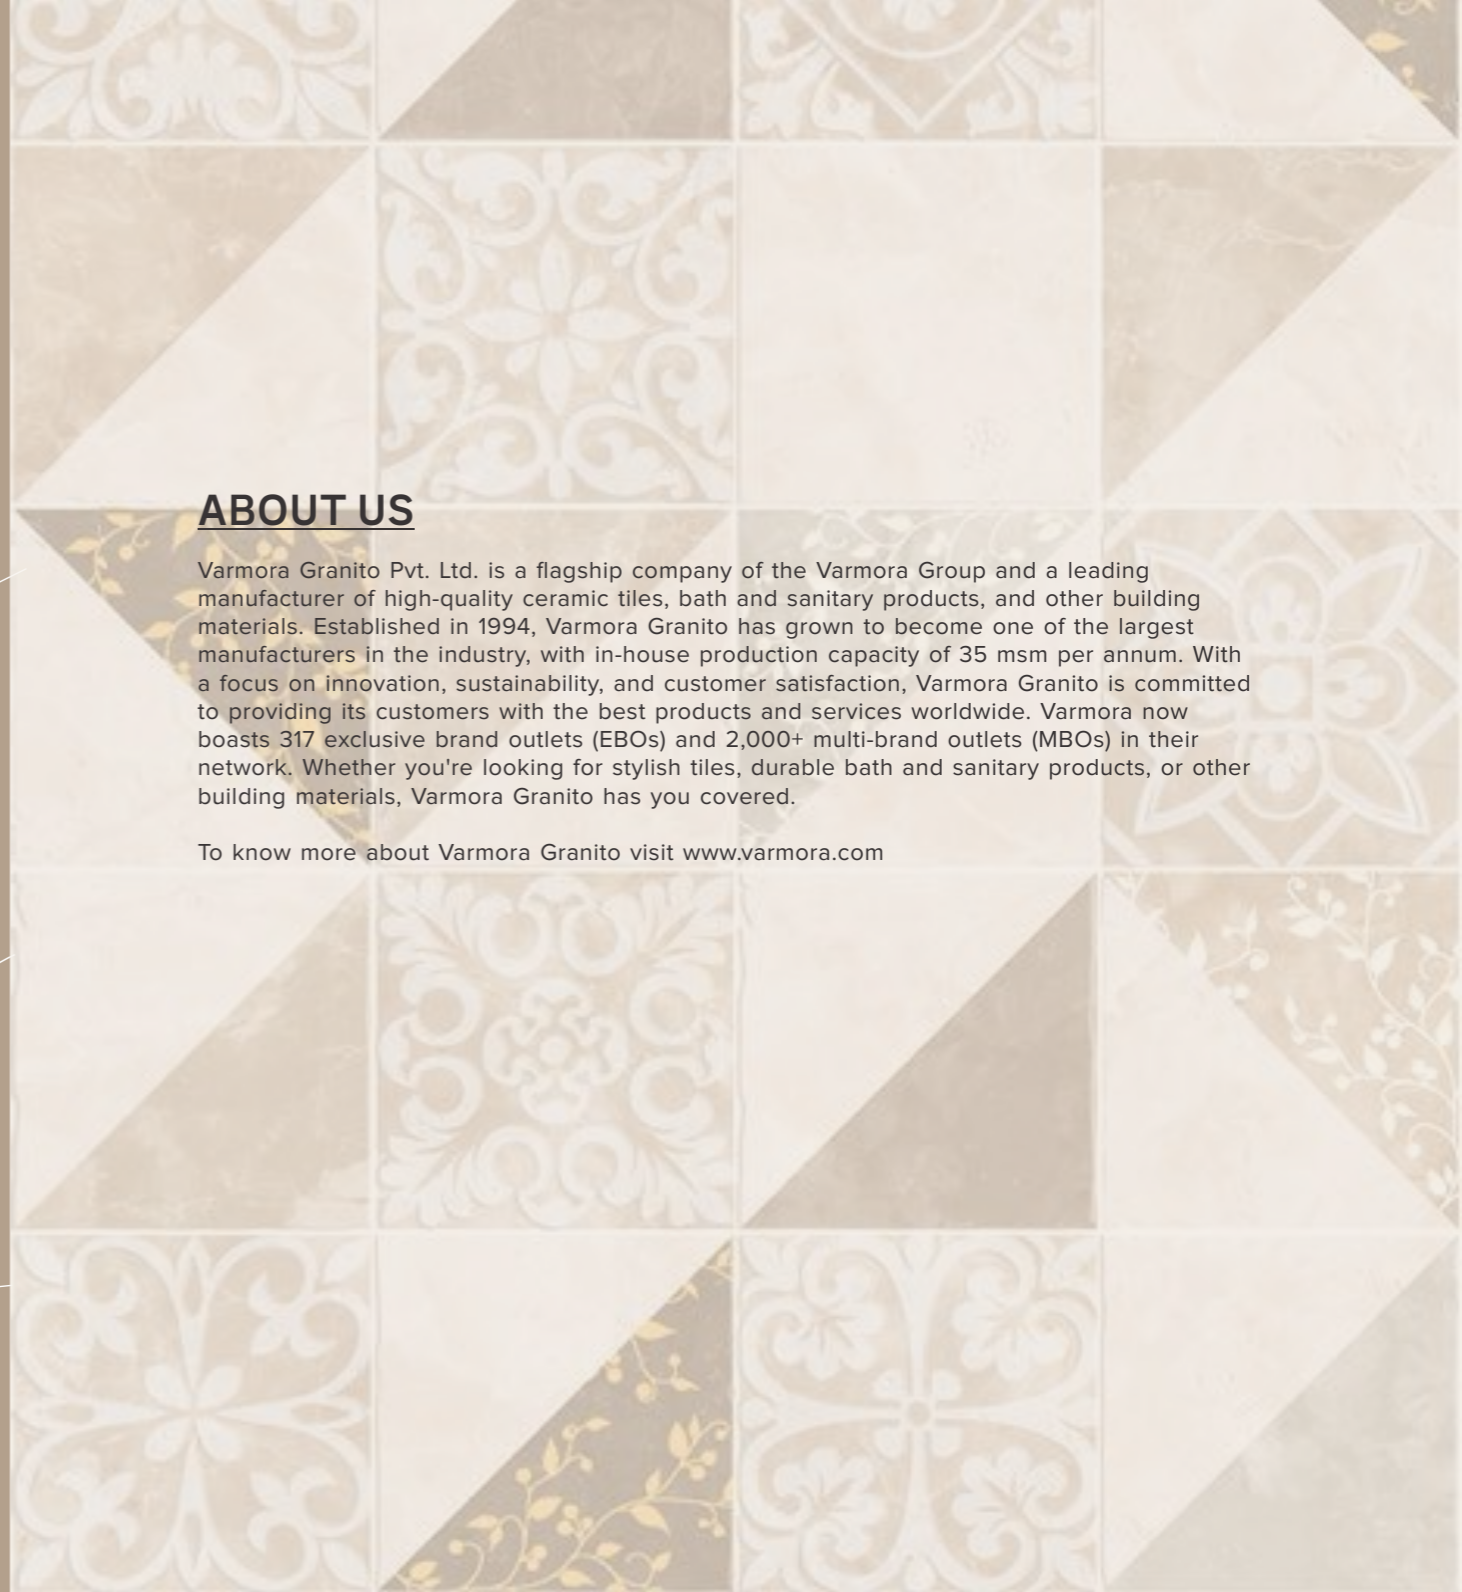 ABOUT US
Varmora Granito Pvt. Ltd. is a flagship company of the Varmora Group and a leading
manufacturer of high-quality ceramic tiles, bath and sanitary products, and other building
materials. Established in 1994, Varmora Granito has grown to become one of the largest
manufacturers in the industry, with in-house production capacity of 35 msm per annum. With
a focus on innovation, sustainability, and customer satisfaction, Varmora Granito is committed
to providing its customers with the best products and services worldwide. Varmora now
boasts 317 exclusive brand outlets (EBOs) and 2,000+ multi-brand outlets (MBOs) in their
network. Whether you're looking for stylish tiles, durable bath and sanitary products, or other
building materials, Varmora Granito has you covered.
To know more about Varmora Granito visit www.varmora.com